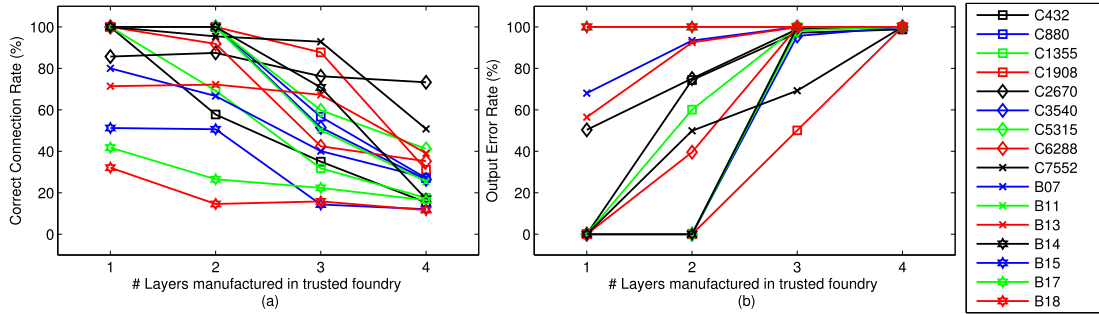 100
80
60
40
20
0
Correct Connection Rate (%)
1 2 3 4
# Layers manufactured in trusted foundry
(a)
100
80
60
40
20
0
Output Error Rate (%)
1 2 3 4
# Layers manufactured in trusted foundry
(b)
C432
C880
C1355
C1908
C2670
C3540
C5315
C6288
C7552
B07
B11
B13
B14
B15
B17
B18